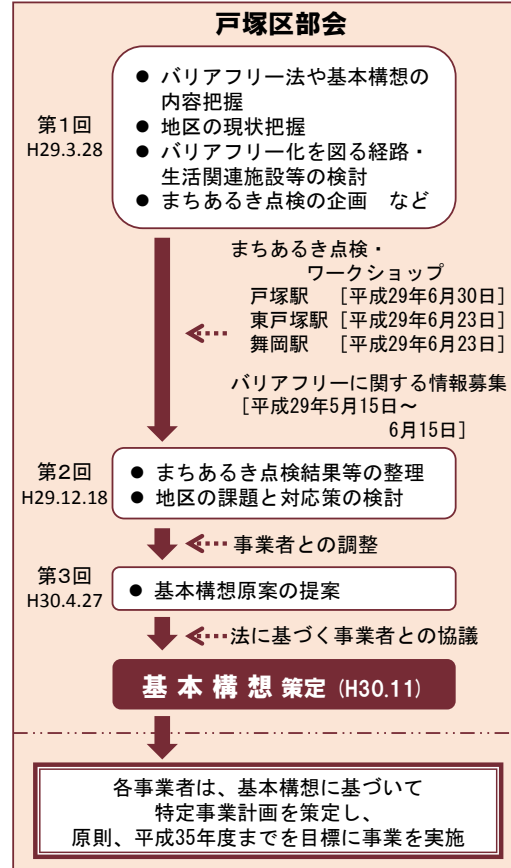 戸塚区部会
第1回
H29.3.28
● バリアフリー法や基本構想の
内容把握
● 地区の現状把握
● バリアフリー化を図る経路・
生活関連施設等の検討
● まちあるき点検の企画　など
まちあるき点検・
ワークショップ
戸塚駅　［平成29年6月30日］
東戸塚駅［平成29年6月23日］
舞岡駅　［平成29年6月23日］
バリアフリーに関する情報募集
［平成29年5月15日～
6月15日］
第2回
H29.12.18
● まちあるき点検結果等の整理
● 地区の課題と対応策の検討
事業者との調整
第3回
H30.4.27
● 基本構想原案の提案
法に基づく事業者との協議
基本構想 策定（H30.11）
各事業者は、基本構想に基づいて
特定事業計画を策定し、
原則、平成35年度までを目標に事業を実施